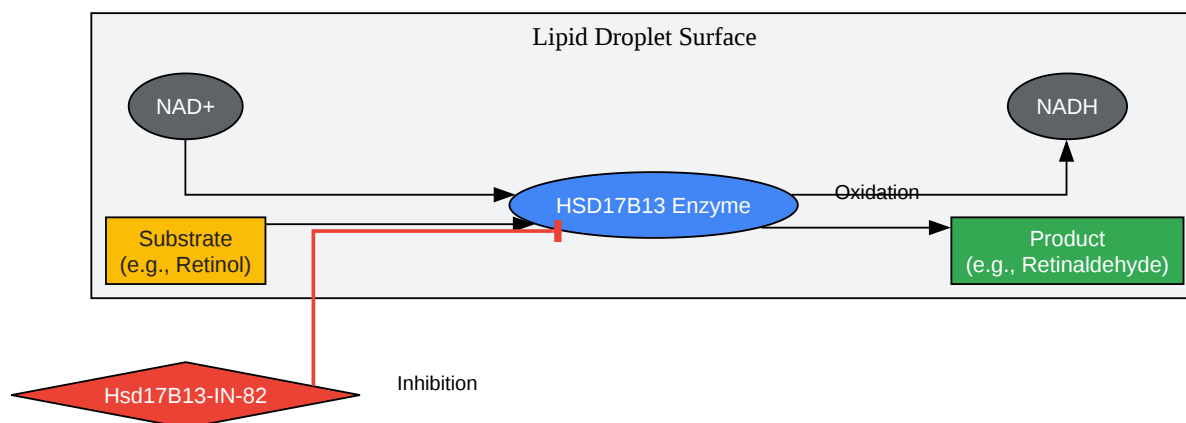 Lipid Droplet Surface
NAD+
NADH
HSD17B13 Enzyme
Oxidation
Substrate
(e.g., Retinol)
Product
(e.g., Retinaldehyde)
Hsd17B13-IN-82
Inhibition